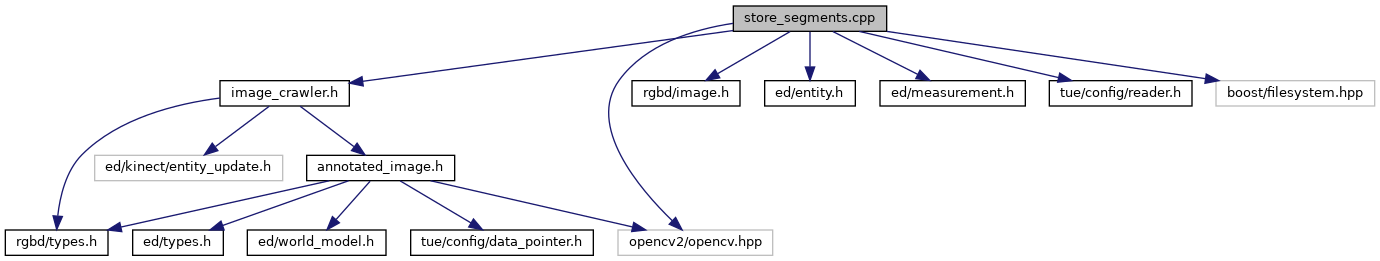 store_segments.cpp
image_crawler.h
rgbd/image.h
ed/entity.h
ed/measurement.h
tue/config/reader.h
boost/filesystem.hpp
ed/kinect/entity_update.h
annotated_image.h
rgbd/types.h
ed/types.h
ed/world_model.h
tue/config/data_pointer.h
opencv2/opencv.hpp